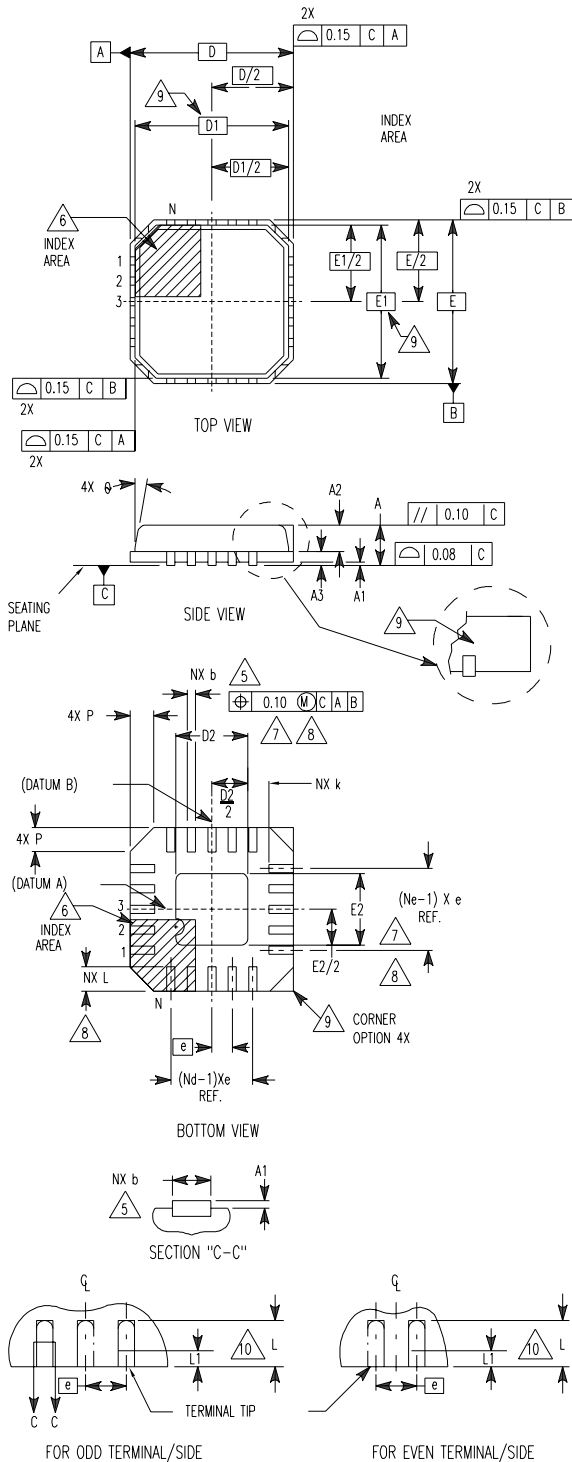 2X
0.15 C A
A
D
D/2
9
D1
INDEX
AREA
D1/2
2X
0.15 C B
N
6
INDEX
AREA
1
2
3
E1/2
E/2
E1
E
9
0.15 C B
2X
B
0.15 C A
2X
TOP VIEW
4X θ
A2
A
// 0.10 C
0.08 C
A3
A1
C
SEATING
PLANE
SIDE VIEW
9
NX b
5
0.10 M C A B
4X P
D2
7
8
(DATUM B)
D2
2
NX k
4X P
(DATUM A)
6
INDEX
AREA
3
2
1
E2
(Ne-1) X e
REF.
7
E2/2
8
NX L
8
N
9
CORNER
OPTION 4X
e
(Nd-1)Xe
REF.
BOTTOM VIEW
NX b
A1
5
SECTION "C-C"
CL
CL
L
10
L1
L
10
L1
e
e
C C
TERMINAL TIP
FOR ODD TERMINAL/SIDE
FOR EVEN TERMINAL/SIDE